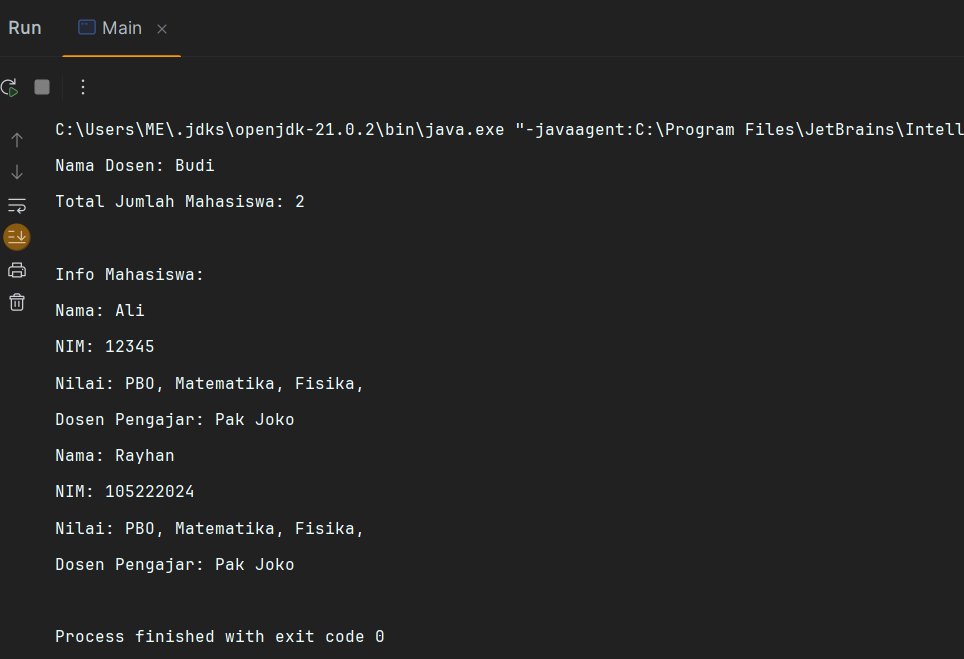 Run
Main
C:\Users\ME\.jdks\openjdk-21.0.2\bin\java.exe "-javaagent:C:\Program Files\JetBrains\Intell
Nama Dosen: Budi
Total Jumlah Mahasiswa: 2
Info Mahasiswa:
Nama: Ali
NIM: 12345
Nilai: PBO, Matematika, Fisika,
Dosen Pengajar: Pak Joko
Nama: Rayhan
NIM: 105222024
Nilai: PBO, Matematika, Fisika,
Dosen Pengajar: Pak Joko
Process finished with exit code 0